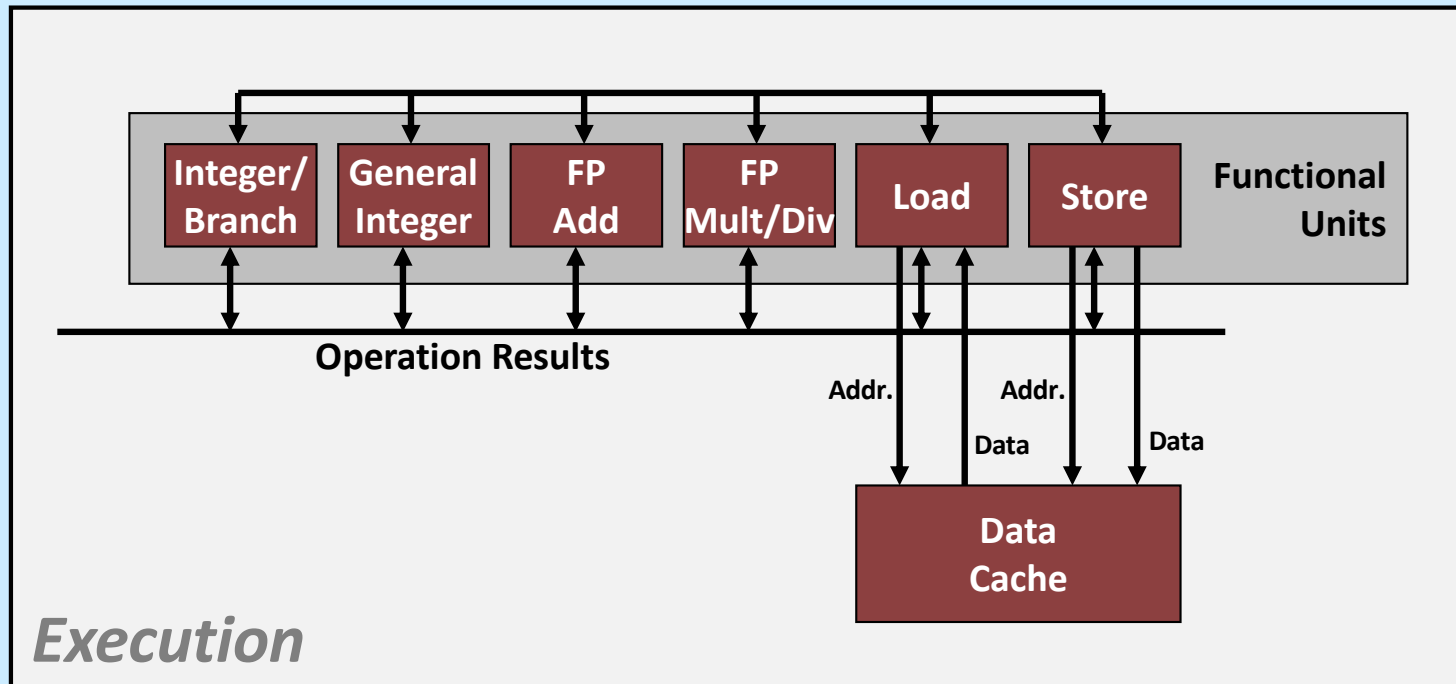 Integer/
Branch
General
Integer
FP
Add
FP
Mult/Div
Load
Store
Functional
Units
Operation Results
Addr.
Addr.
Data
Data
Data
Cache
Execution